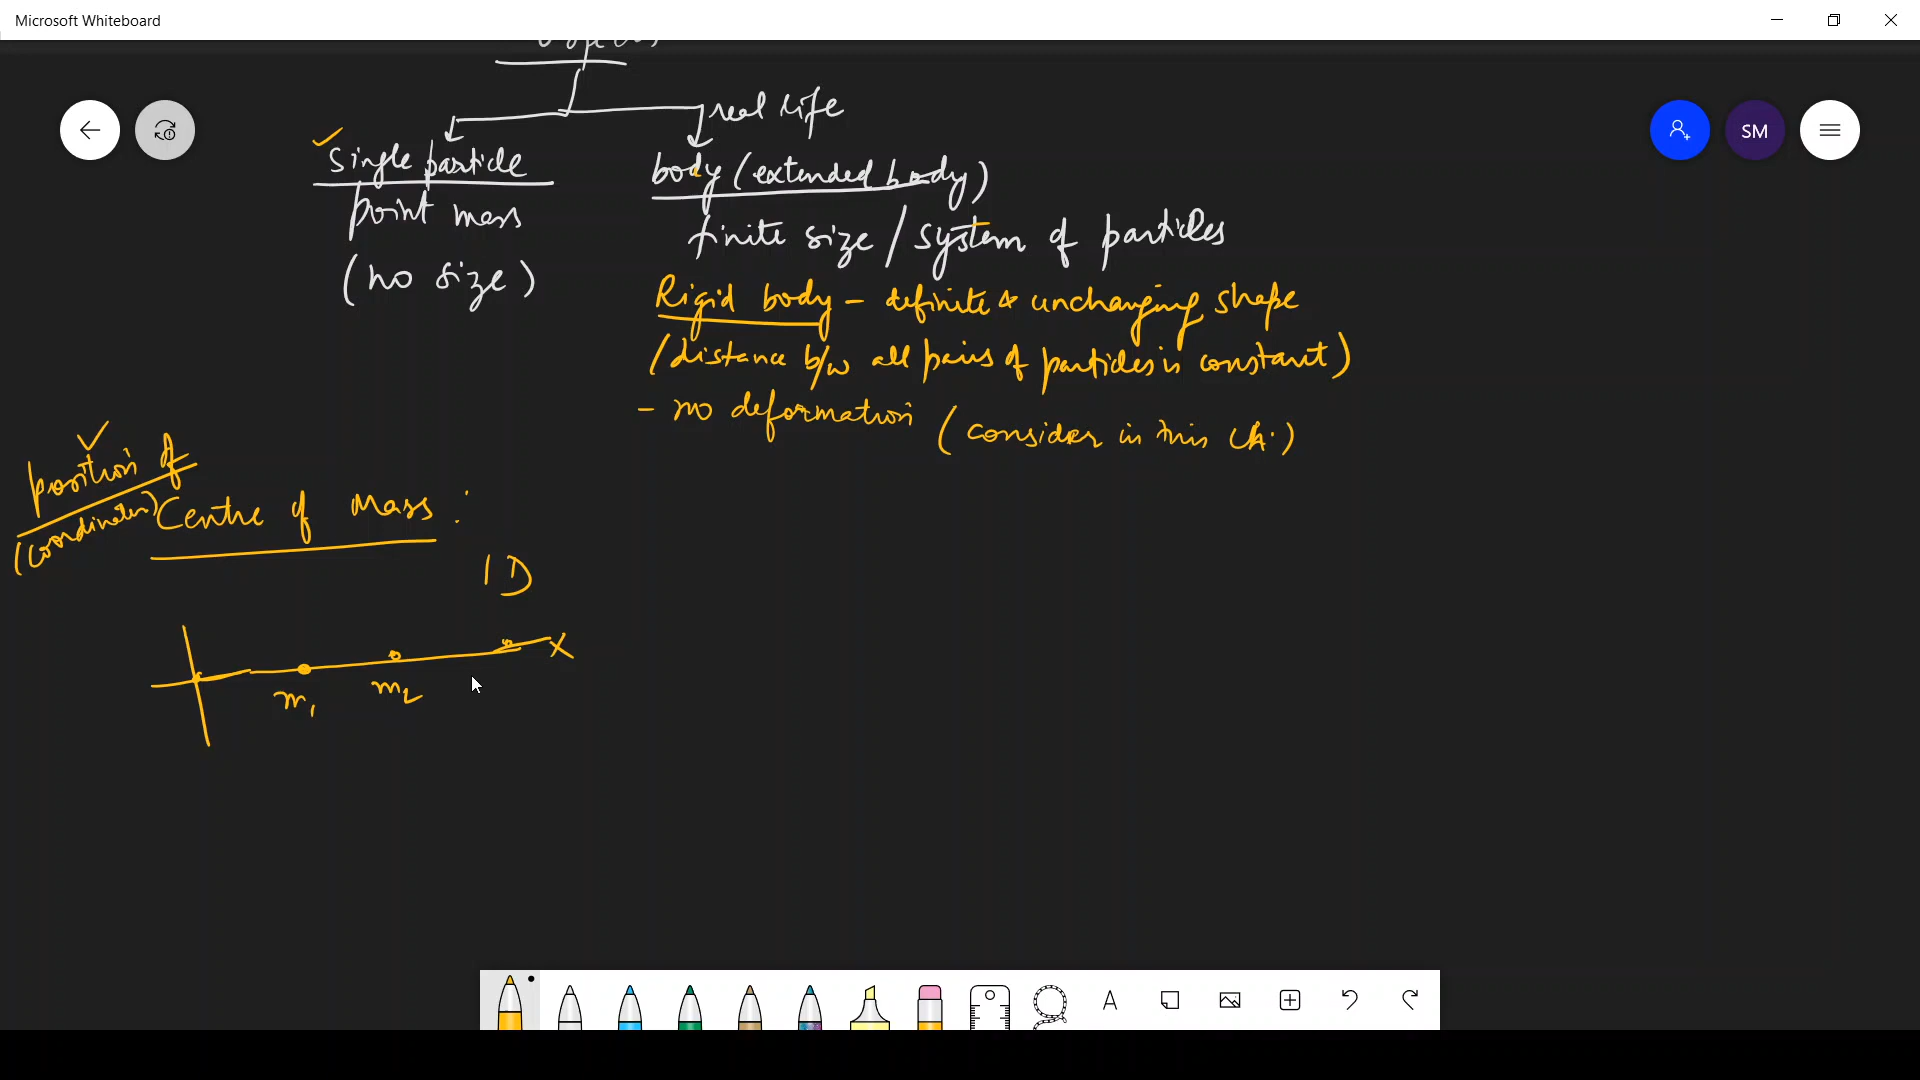 Microsoft Whiteboard
SM
real life
single particle
point mass
(no size)
body (extended body)
finite size / system of particles
Rigid body - definite & unchanging shape
(distance b/w all pairs of particles is constant)
- no deformation (consider in this Ch.)
position of
(coordinates)
Centre of Mass :
1D
X
m1
m2